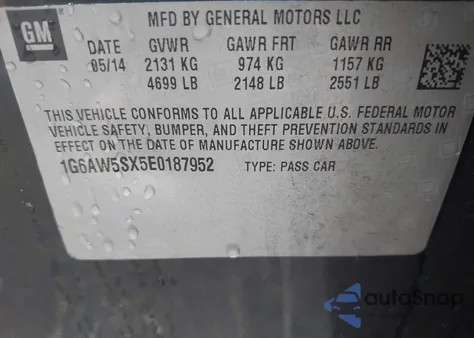 GM
MFD BY GENERAL MOTORS LLC
DATE GVWR GAWR FRT GAWR RR
05/14 2131 KG 974 KG 1157 KG
4699 LB 2148 LB 2551 LB
THIS VEHICLE CONFORMS TO ALL APPLICABLE U.S. FEDERAL MOTOR
VEHICLE SAFETY, BUMPER, AND THEFT PREVENTION STANDARDS IN
EFFECT ON THE DATE OF MANUFACTURE SHOWN ABOVE.
1G6AW5SX5E0187952 TYPE: PASS CAR
autoSnap